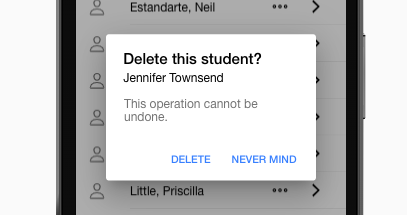 Estandarte, Neil
Delete this student?
Jennifer Townsend
This operation cannot be
undone.
DELETE NEVER MIND
Little, Priscilla